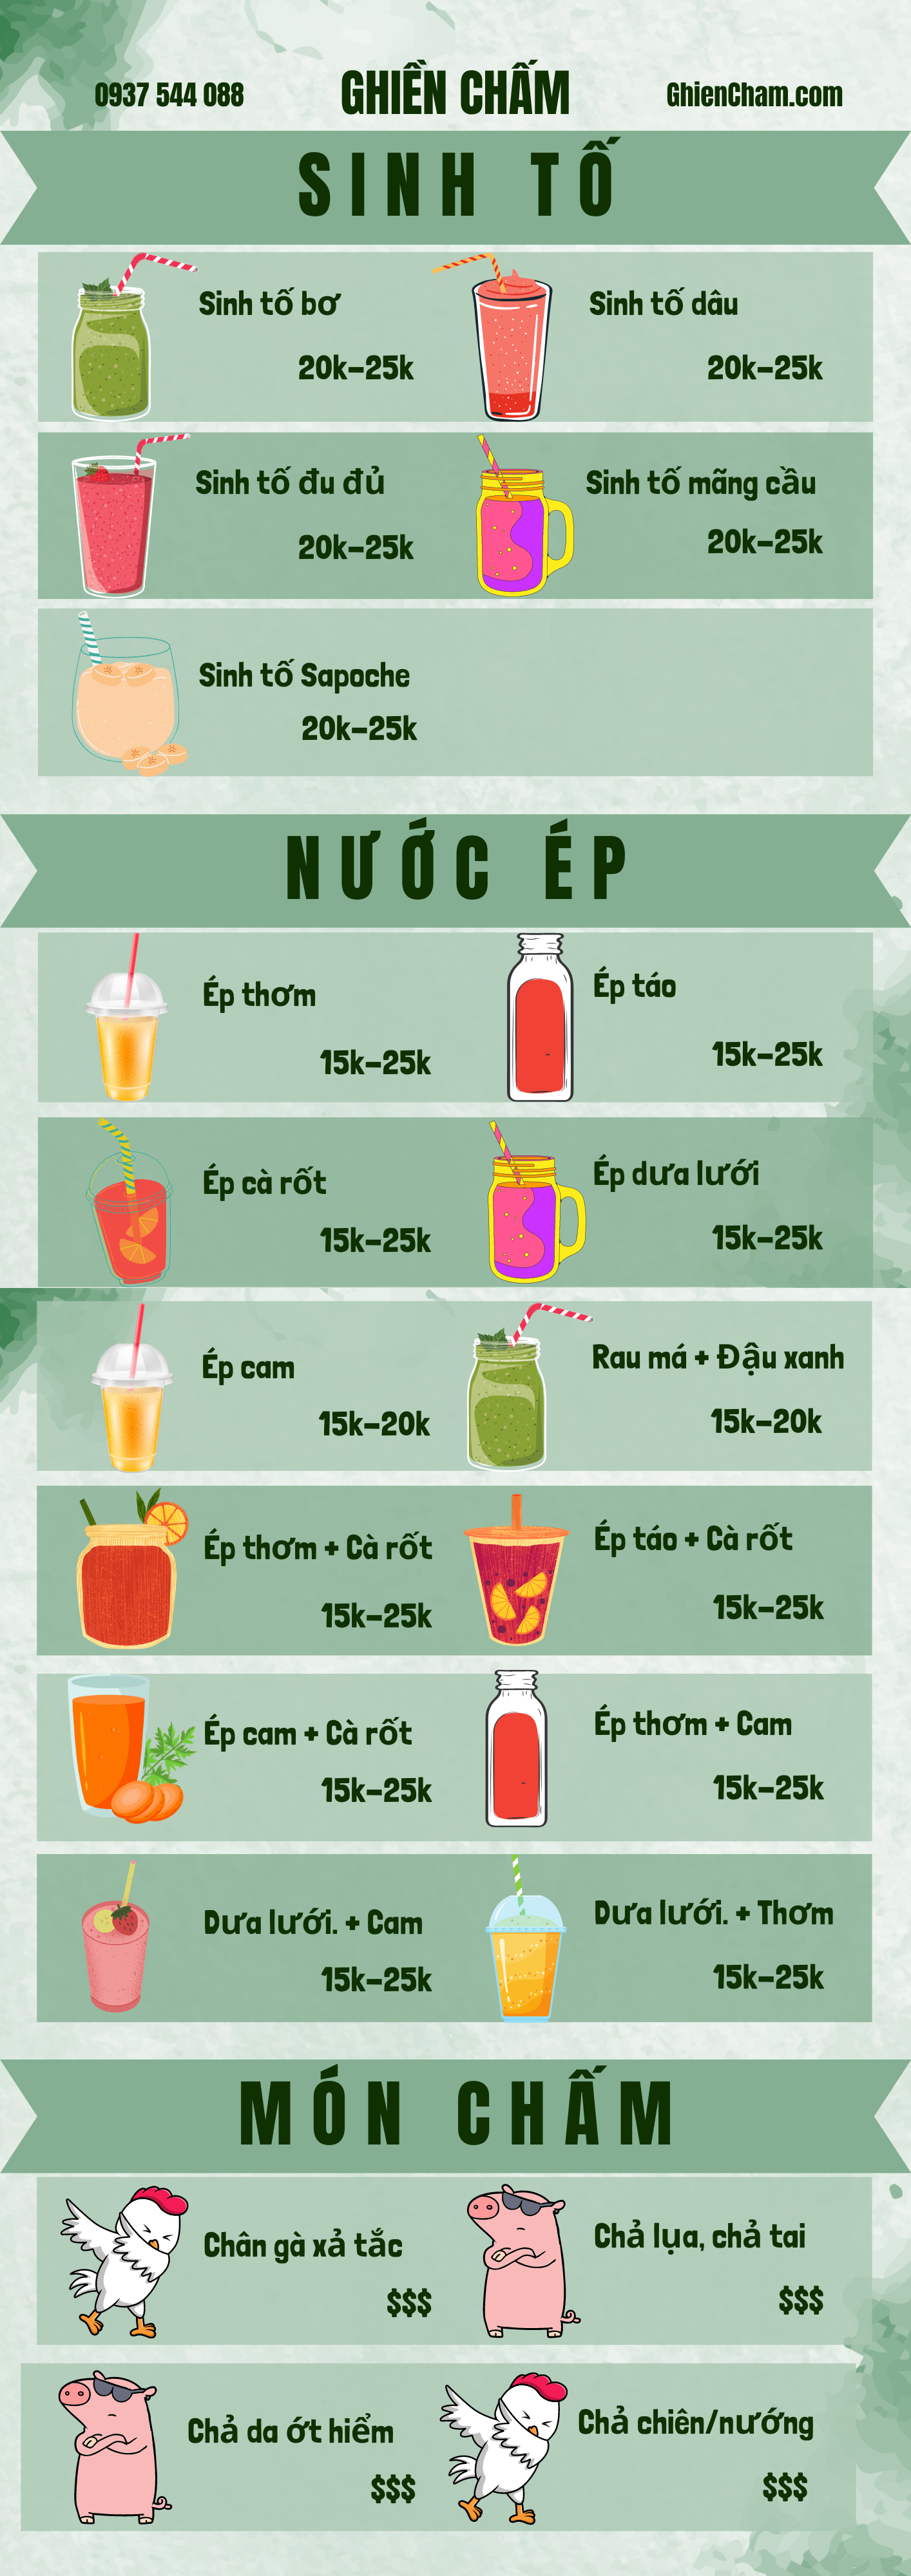 0937 544 088
GHIỀN CHẤM
GhienCham.com
SINH TỐ
Sinh tố bơ
20k-25k
Sinh tố dâu
20k-25k
Sinh tố đu đủ
20k-25k
Sinh tố mãng cầu
20k-25k
Sinh tố Sapoche
20k-25k
NƯỚC ÉP
Ép thơm
15k-25k
Ép táo
15k-25k
Ép cà rốt
15k-25k
Ép dưa lưới
15k-25k
Ép cam
15k-20k
Rau má + Đậu xanh
15k-20k
Ép thơm + Cà rốt
15k-25k
Ép táo + Cà rốt
15k-25k
Ép cam + Cà rốt
15k-25k
Ép thơm + Cam
15k-25k
Dưa lưới. + Cam
15k-25k
Dưa lưới. + Thơm
15k-25k
MÓN CHẤM
Chân gà xả tắc
$$$
Chả lụa, chả tai
$$$
Chả da ớt hiểm
$$$
Chả chiên/nướng
$$$